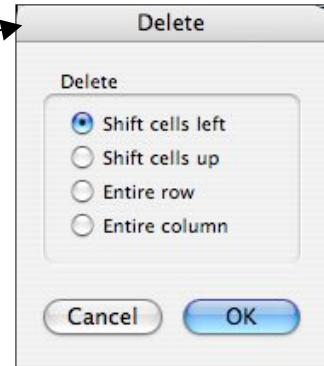 Delete
Delete
Shift cells left
Shift cells up
Entire row
Entire column
Cancel OK